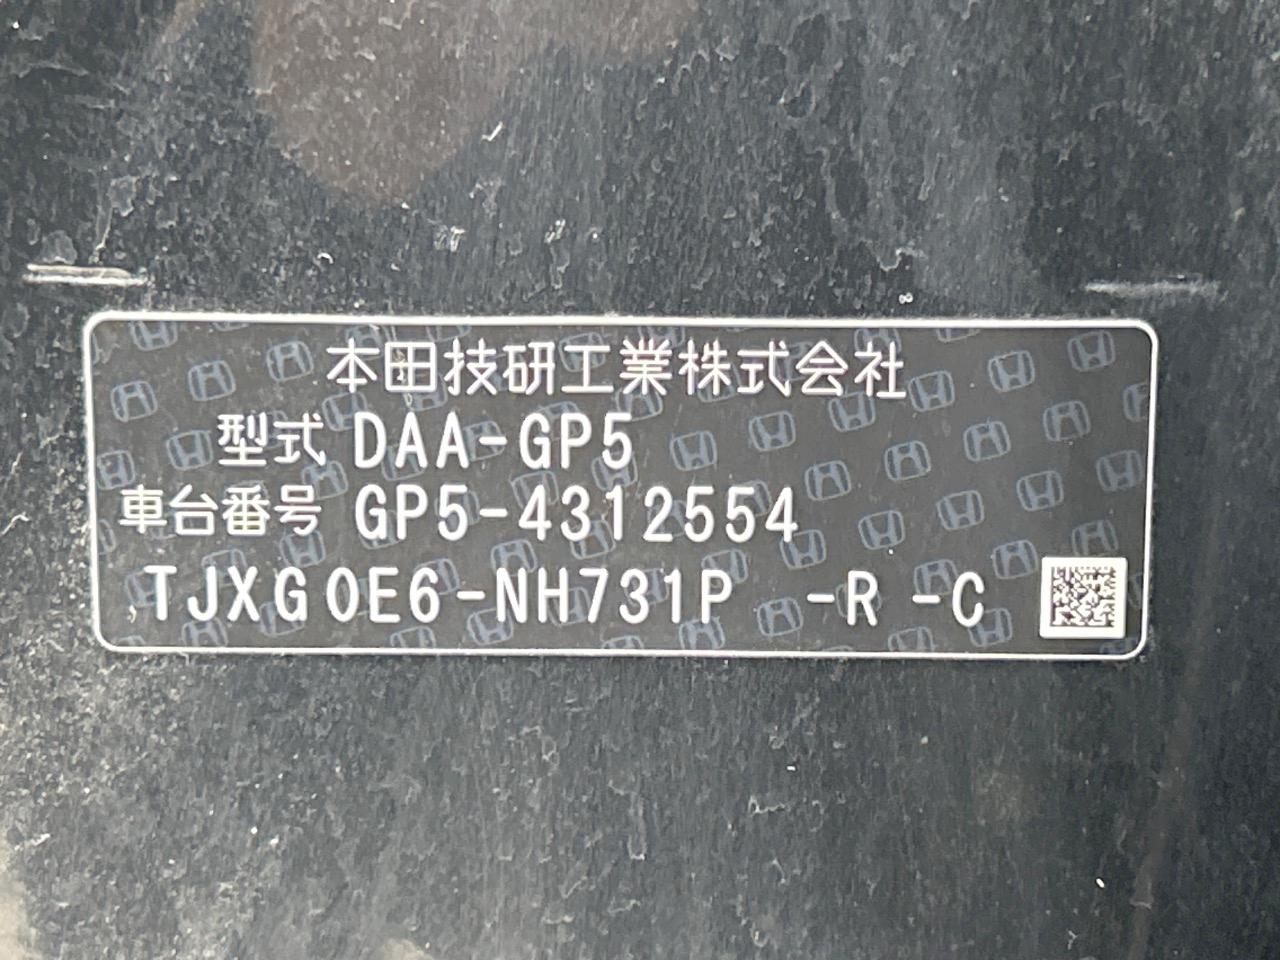 本田技研工業株式会社
型式 DAA-GP5
車台番号 GP5-4312554
TJXG0E6-NH731P -R -C